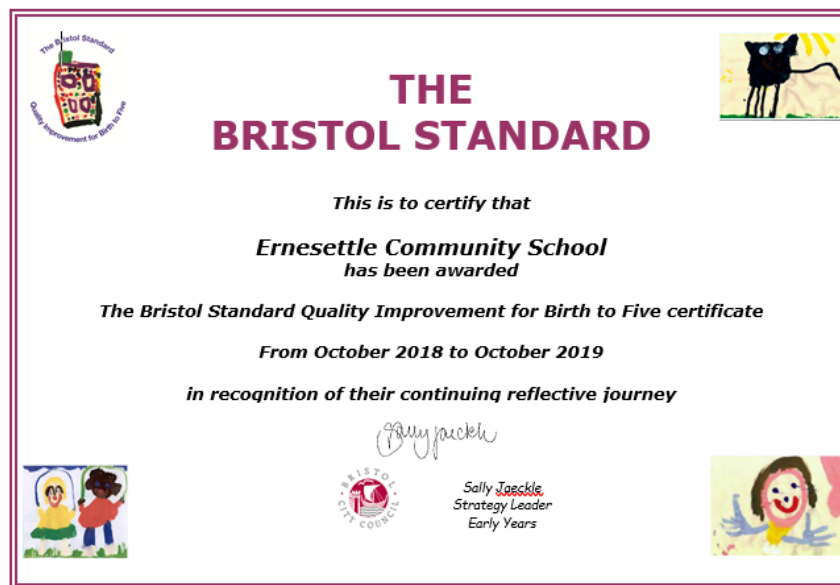 The Bristol Standard
Quality Improvement for Birth to Five
THE
BRISTOL STANDARD
This is to certify that
Ernesettle Community School
has been awarded
The Bristol Standard Quality Improvement for Birth to Five certificate
From October 2018 to October 2019
in recognition of their continuing reflective journey
Sally Jaeckle
BRISTOL
CITY COUNCIL
Sally Jaeckle
Strategy Leader
Early Years